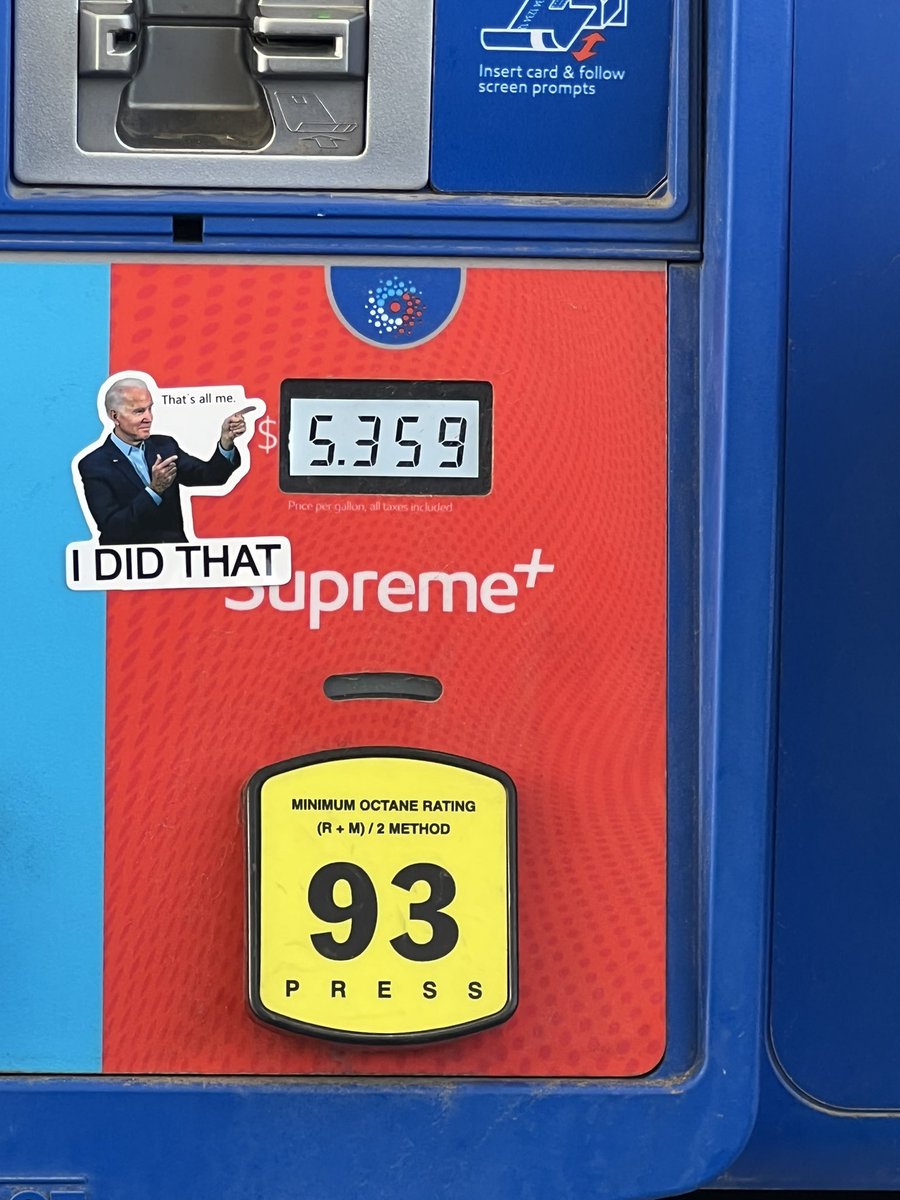 Insert card & follow
screen prompts
That's all me.
$ 5.359
Price per gallon, all taxes included
I DID THAT
Supreme+
MINIMUM OCTANE RATING
(R + M) / 2 METHOD
93
PRESS